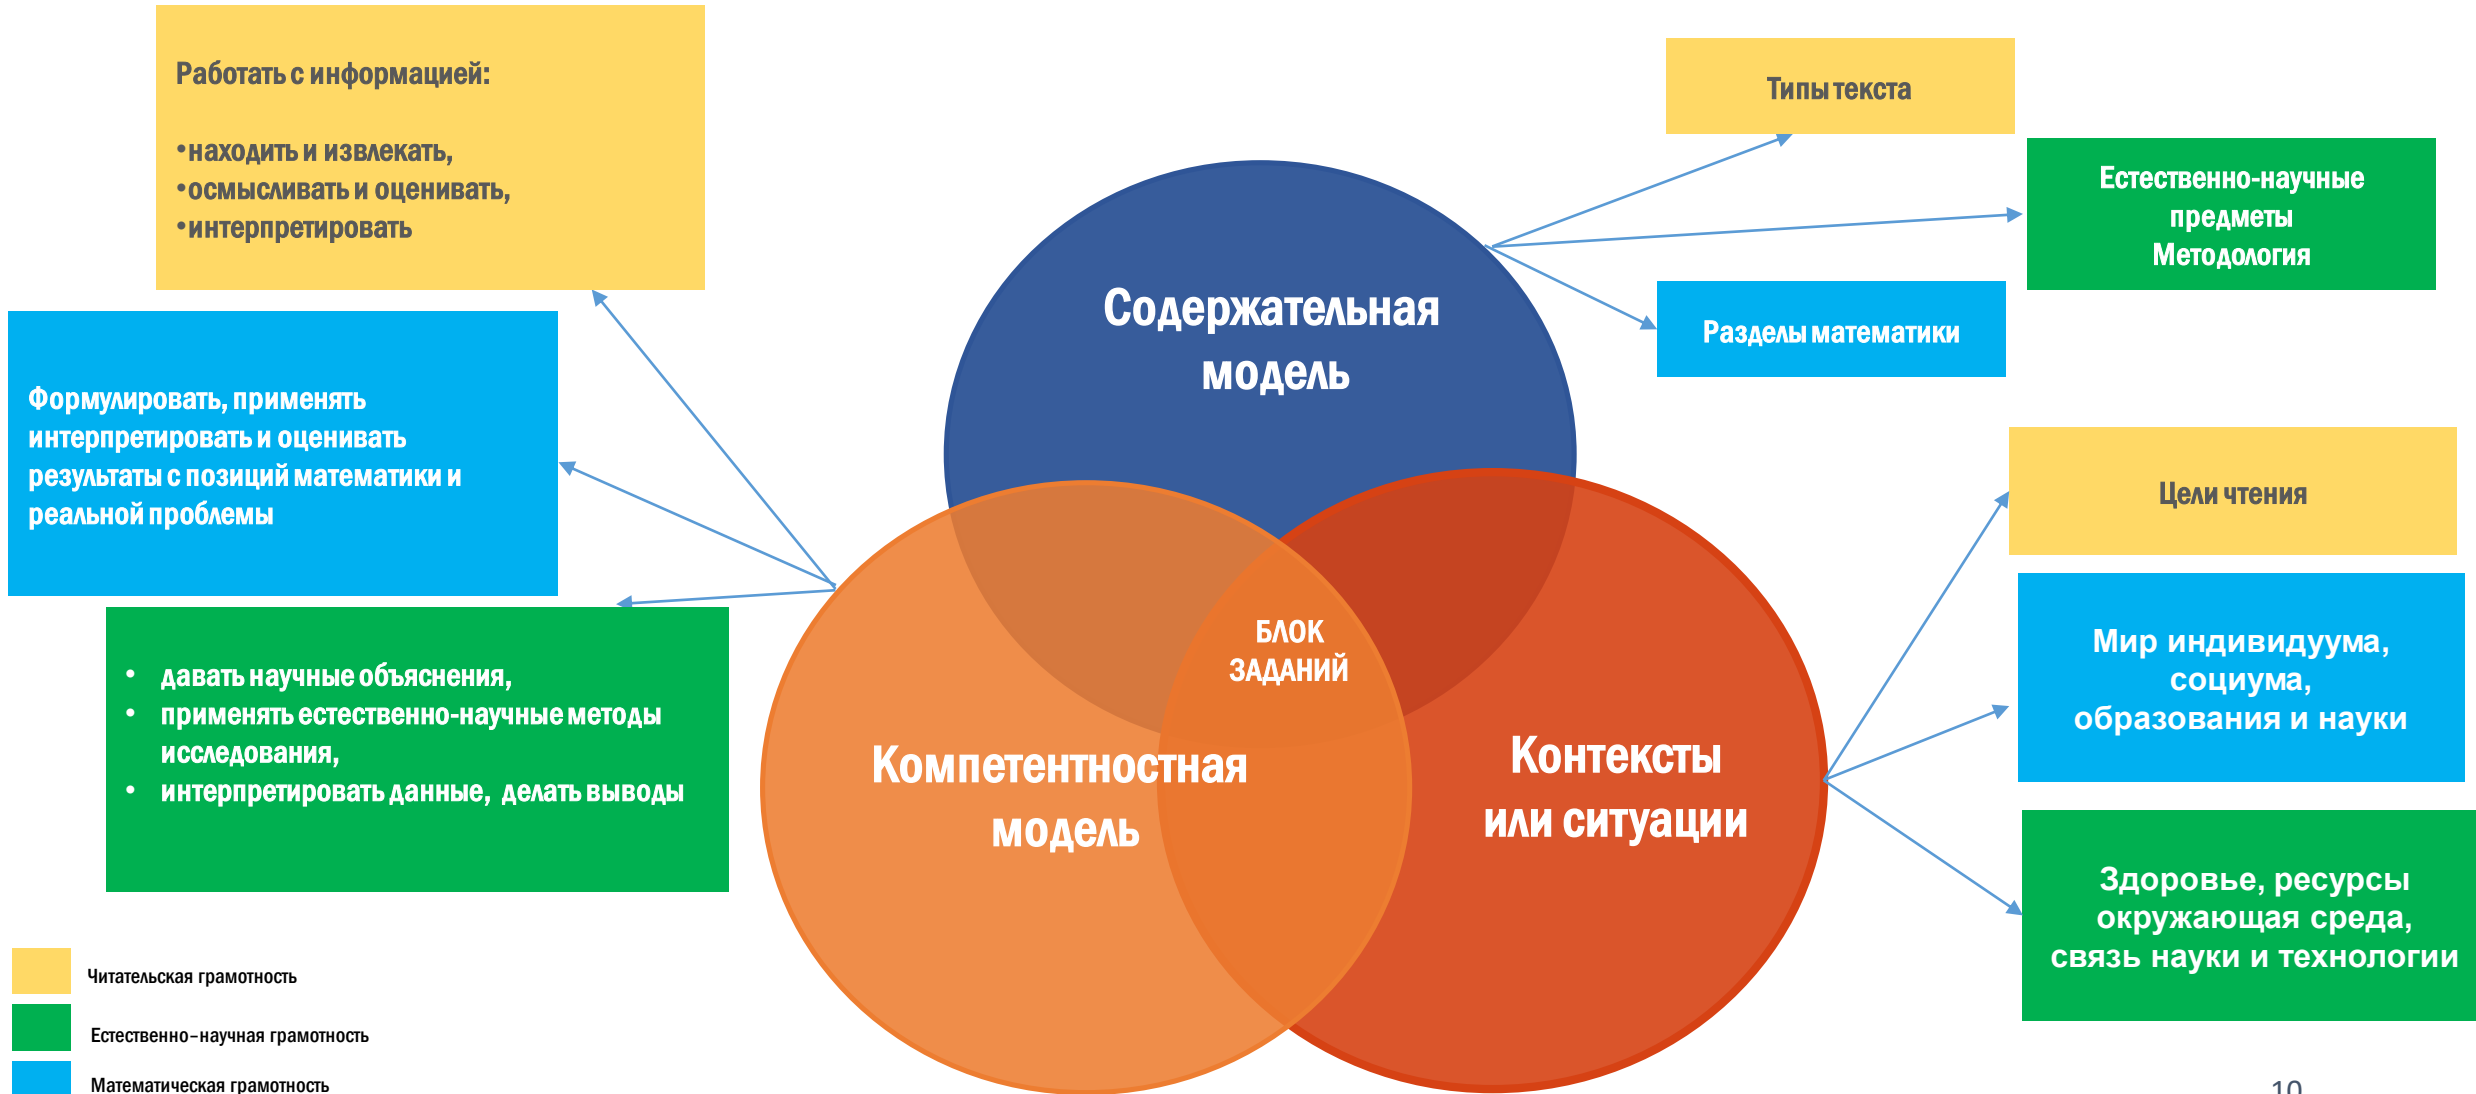 Работать с информацией:
•находить и извлекать,
•осмысливать и оценивать,
•интерпретировать
Формулировать, применять
интерпретировать и оценивать
результаты с позиций математики и
реальной проблемы
• давать научные объяснения,
• применять естественно-научные методы
исследования,
• интерпретировать данные, делать выводы
Содержательная
модель
БЛОК
ЗАДАНИЙ
Компетентностная
модель
Контексты
или ситуации
Типы текста
Естественно-научные
предметы
Методология
Разделы математики
Цели чтения
Мир индивидуума,
социума,
образования и науки
Здоровье, ресурсы
окружающая среда,
связь науки и технологии
Читательская грамотность
Естественно–научная грамотность
Математическая грамотность
10